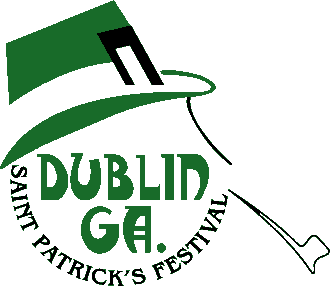 DUBLIN
GA.
SAINT PATRICK'S FESTIVAL